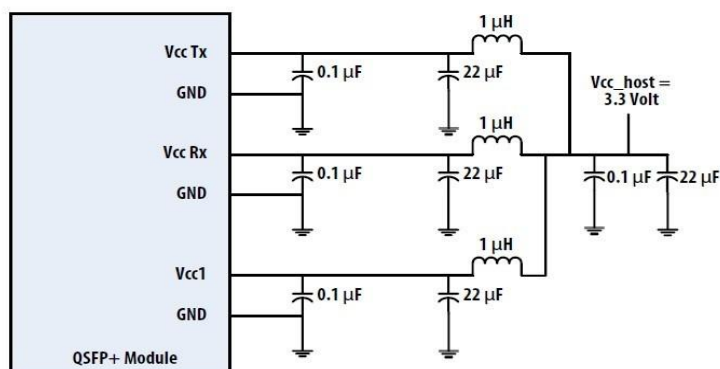 1 µH
Vcc Tx
0.1 µF
22 µF
GND
Vcc_host =
3.3 Volt
1 µH
Vcc Rx
0.1 µF
22 µF
0.1 µF
22 µF
GND
1 µH
Vcc1
0.1 µF
22 µF
GND
QSFP+ Module